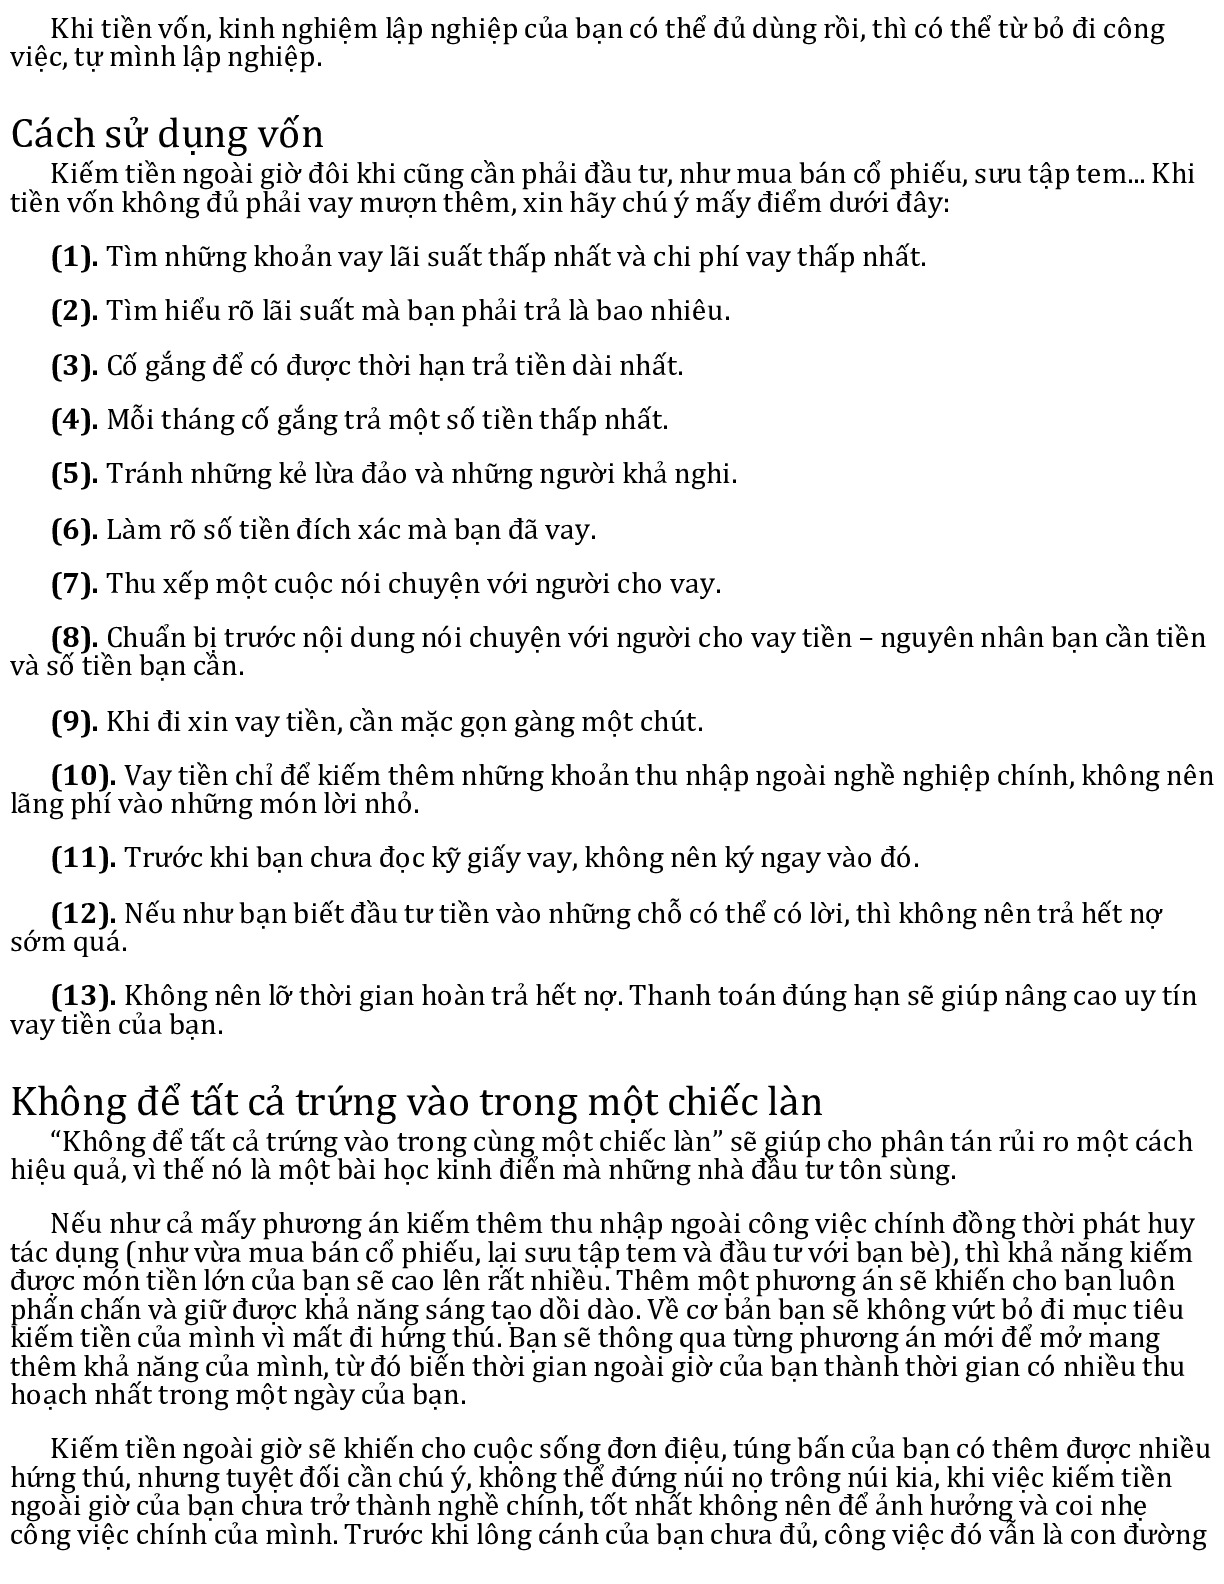 Khi tiền vốn, kinh nghiệm lập nghiệp của bạn có thể đủ dùng rồi, thì có thể từ bỏ đi công
việc, tự mình lập nghiệp.
Cách sử dụng vốn
Kiếm tiền ngoài giờ đôi khi cũng cần phải đầu tư, như mua bán cổ phiếu, sưu tập tem... Khi
tiền vốn không đủ phải vay mượn thêm, xin hãy chú ý mấy điểm dưới đây:
(1). Tìm những khoản vay lãi suất thấp nhất và chi phí vay thấp nhất.
(2). Tìm hiểu rõ lãi suất mà bạn phải trả là bao nhiêu.
(3). Cố gắng để có được thời hạn trả tiền dài nhất.
(4). Mỗi tháng cố gắng trả một số tiền thấp nhất.
(5). Tránh những kẻ lừa đảo và những người khả nghi.
(6). Làm rõ số tiền đích xác mà bạn đã vay.
(7). Thu xếp một cuộc nói chuyện với người cho vay.
(8). Chuẩn bị trước nội dung nói chuyện với người cho vay tiền – nguyên nhân bạn cần tiền
và số tiền bạn cần.
(9). Khi đi xin vay tiền, cần mặc gọn gàng một chút.
(10). Vay tiền chỉ để kiếm thêm những khoản thu nhập ngoài nghề nghiệp chính, không nên
lãng phí vào những món lời nhỏ.
(11). Trước khi bạn chưa đọc kỹ giấy vay, không nên ký ngay vào đó.
(12). Nếu như bạn biết đầu tư tiền vào những chỗ có thể có lời, thì không nên trả hết nợ
sớm quá.
(13). Không nên lỡ thời gian hoàn trả hết nợ. Thanh toán đúng hạn sẽ giúp nâng cao uy tín
vay tiền của bạn.
Không để tất cả trứng vào trong một chiếc làn
“Không để tất cả trứng vào trong cùng một chiếc làn” sẽ giúp cho phân tán rủi ro một cách
hiệu quả, vì thế nó là một bài học kinh điển mà những nhà đầu tư tôn sùng.
Nếu như cả mấy phương án kiếm thêm thu nhập ngoài công việc chính đồng thời phát huy
tác dụng (như vừa mua bán cổ phiếu, lại sưu tập tem và đầu tư với bạn bè), thì khả năng kiếm
được món tiền lớn của bạn sẽ cao lên rất nhiều. Thêm một phương án sẽ khiến cho bạn luôn
phấn chấn và giữ được khả năng sáng tạo dồi dào. Về cơ bản bạn sẽ không vứt bỏ đi mục tiêu
kiếm tiền của mình vì mất đi hứng thú. Bạn sẽ thông qua từng phương án mới để mở mang
thêm khả năng của mình, từ đó biến thời gian ngoài giờ của bạn thành thời gian có nhiều thu
hoạch nhất trong một ngày của bạn.
Kiếm tiền ngoài giờ sẽ khiến cho cuộc sống đơn điệu, túng bấn của bạn có thêm được nhiều
hứng thú, nhưng tuyệt đối cần chú ý, không thể đứng núi nọ trông núi kia, khi việc kiếm tiền
ngoài giờ của bạn chưa trở thành nghề chính, tốt nhất không nên để ảnh hưởng và coi nhẹ
công việc chính của mình. Trước khi lông cánh của bạn chưa đủ, công việc đó vẫn là con đường